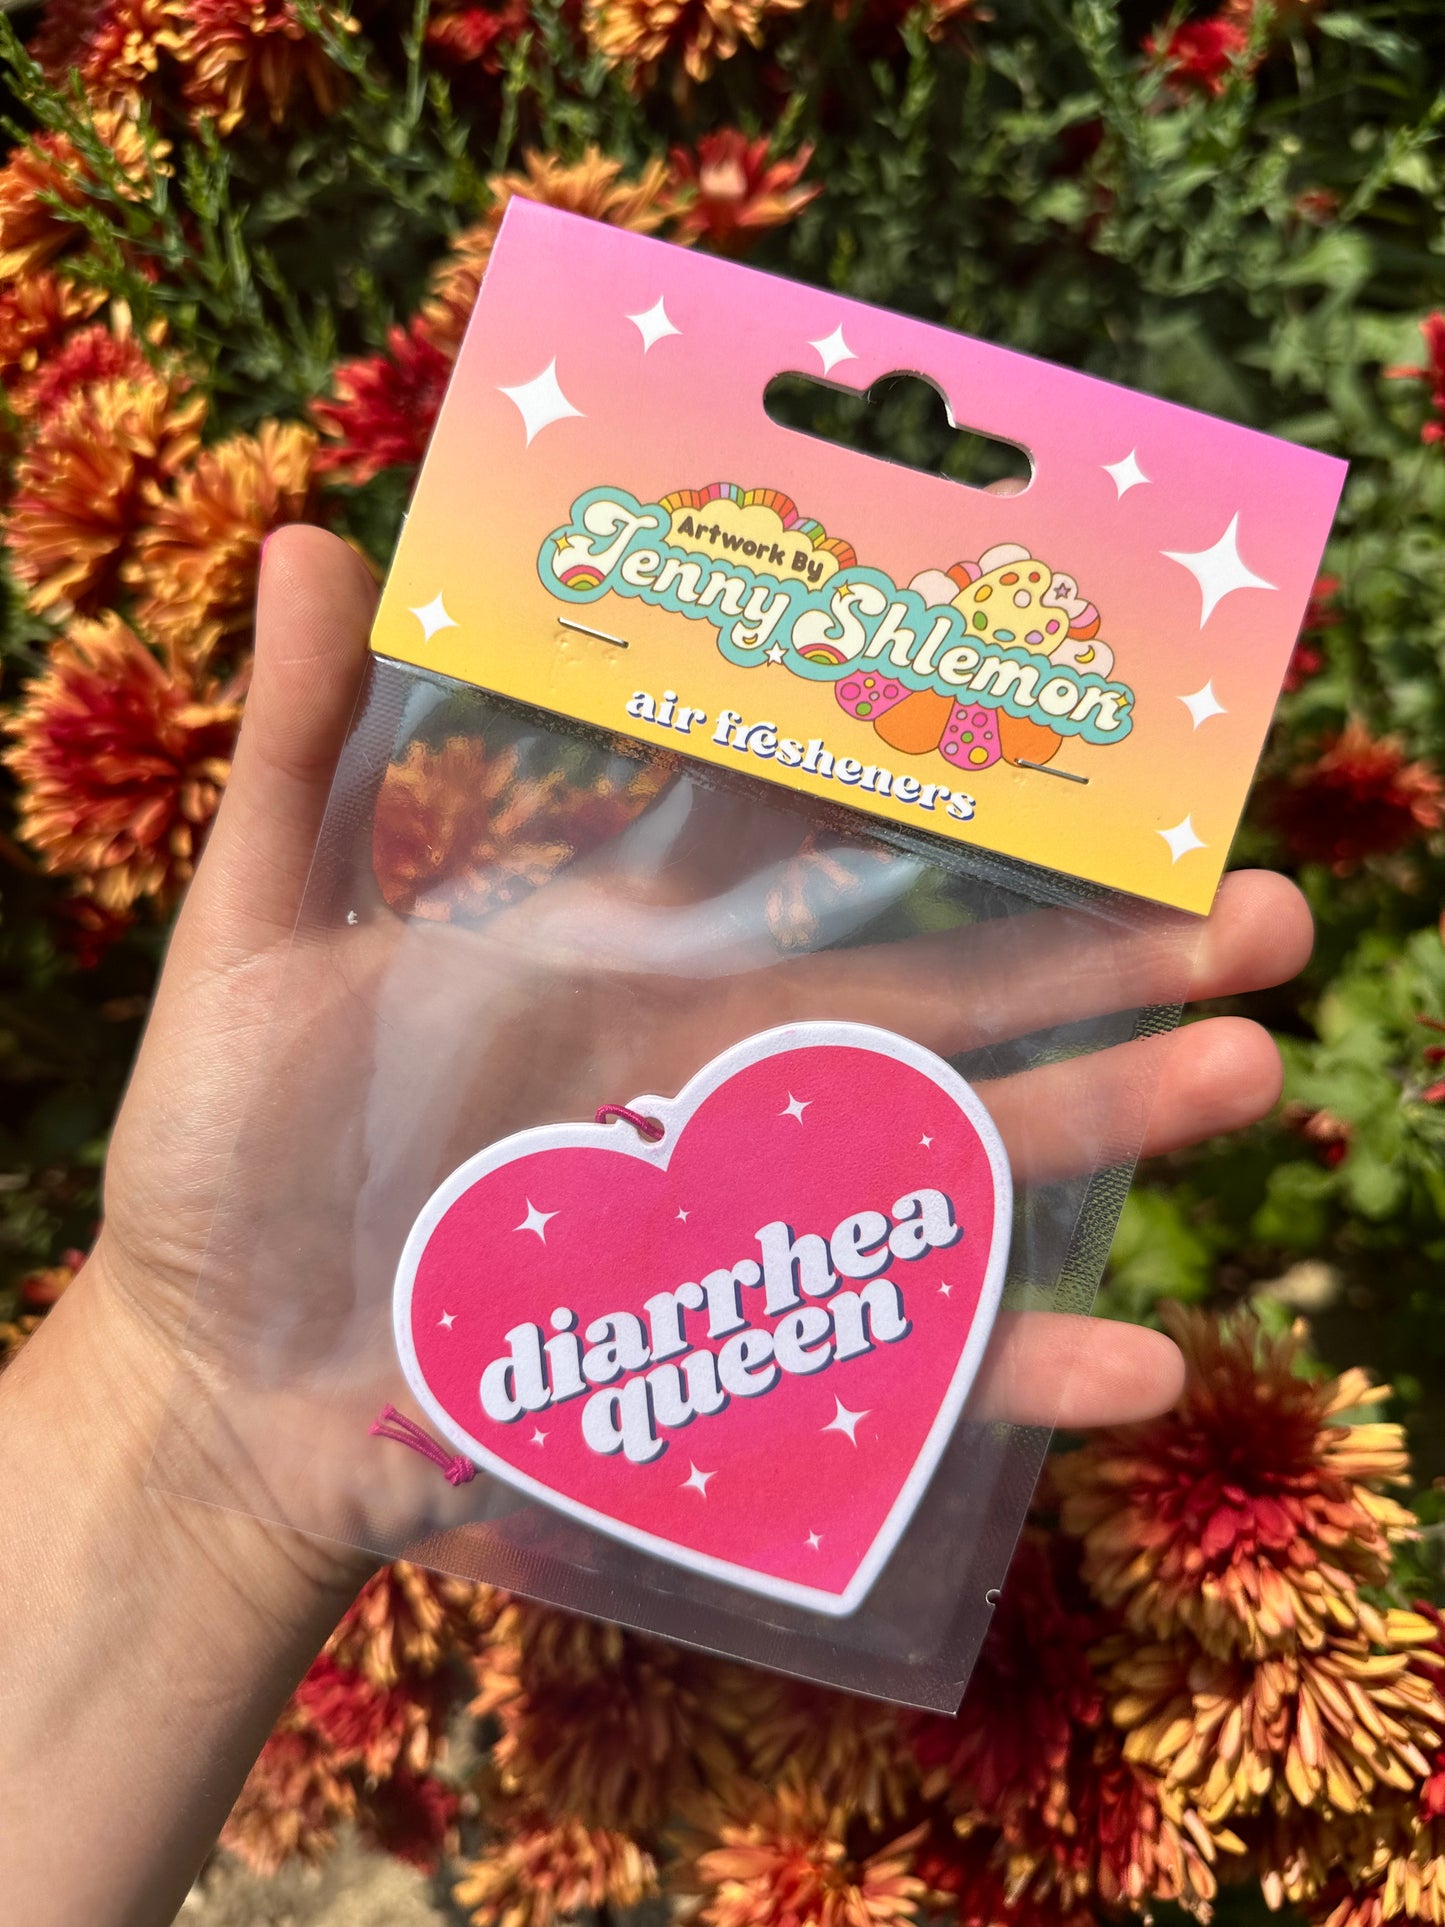 Artwork By
Jenny Shlemon
air fresheners
diarrhea
queen